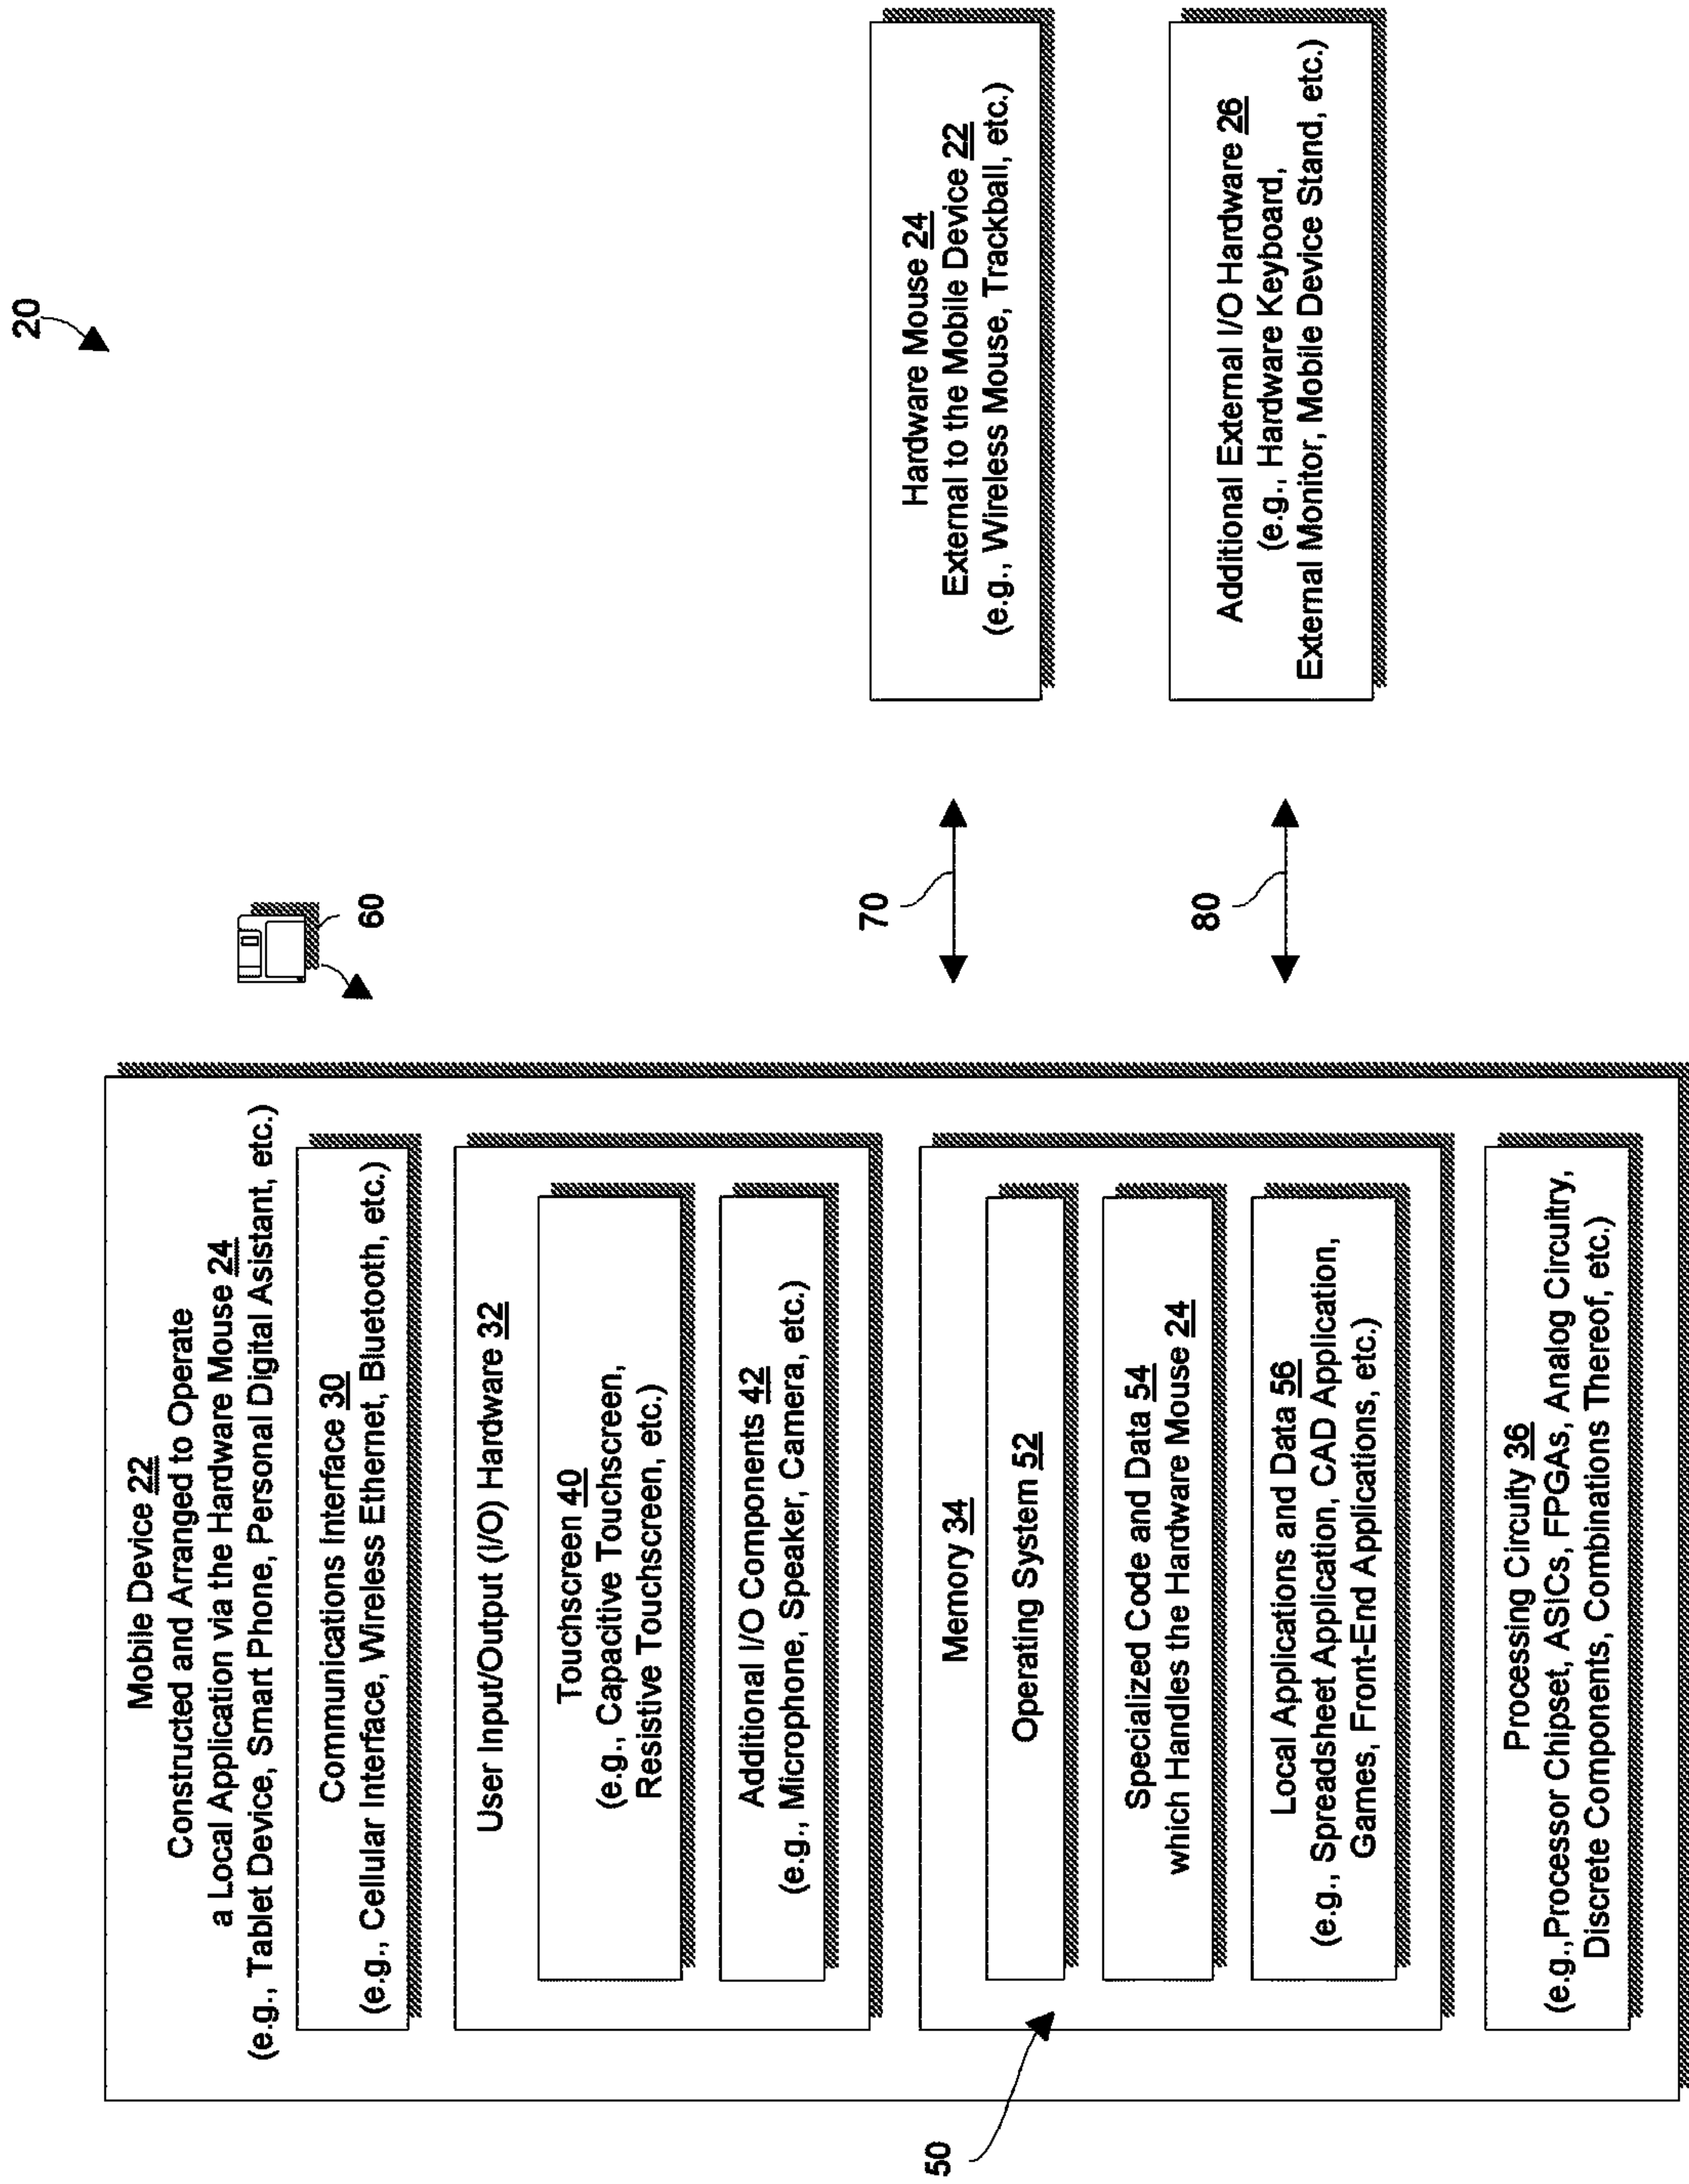 20
Mobile Device 22
Constructed and Arranged to Operate
a Local Application via the Hardware Mouse 24
(e.g., Tablet Device, Smart Phone, Personal Digital Asistant, etc.)
Communications Interface 30
(e.g., Cellular Interface, Wireless Ethernet, Bluetooth, etc.)
User Input/Output (I/O) Hardware 32
Touchscreen 40
(e.g., Capacitive Touchscreen,
Resistive Touchscreen, etc.)
Additional I/O Components 42
(e.g., Microphone, Speaker, Camera, etc.)
Memory 34
Operating System 52
Specialized Code and Data 54
which Handles the Hardware Mouse 24
Local Applications and Data 56
(e.g., Spreadsheet Application, CAD Application,
Games, Front-End Applications, etc.)
Processing Circuity 36
(e.g.,Processor Chipset, ASICs, FPGAs, Analog Circuitry,
Discrete Components, Combinations Thereof, etc.)
50
60
70
80
Hardware Mouse 24
External to the Mobile Device 22
(e.g., Wireless Mouse, Trackball, etc.)
Additional External I/O Hardware 26
(e.g., Hardware Keyboard,
External Monitor, Mobile Device Stand, etc.)